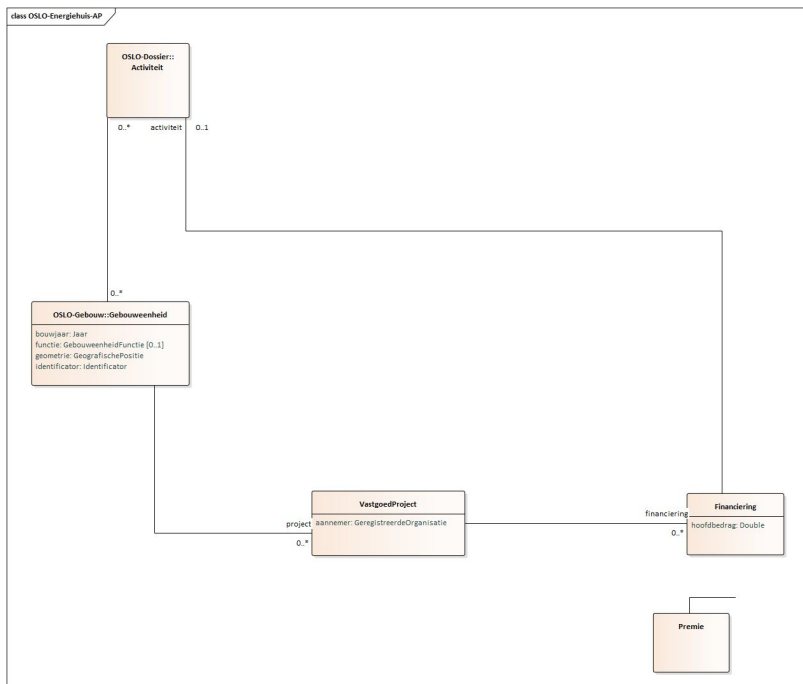 class OSLO-Energiehuis-AP
OSLO-Dossier::
Activiteit
0..*
activiteit
0..1
0..*
OSLO-Gebouw::Gebouweenheid
bouwjaar: Jaar
functie: GebouweenheidFunctie [0..1]
geometrie: GeografischePositie
identificator: Identificator
VastgoedProject
project
aannemer: GeregistreerdeOrganisatie
0..*
Financiering
financiering
hoofdbedrag: Double
0..*
Premie